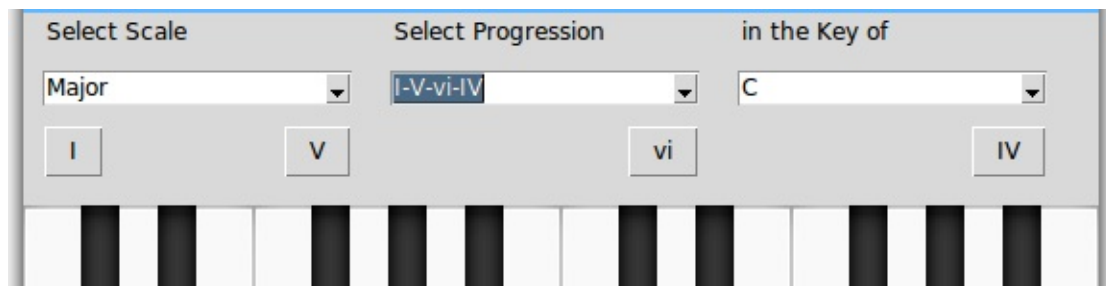 Select Scale Select Progression in the Key of
Major I-V-vi-IV C
I V vi IV